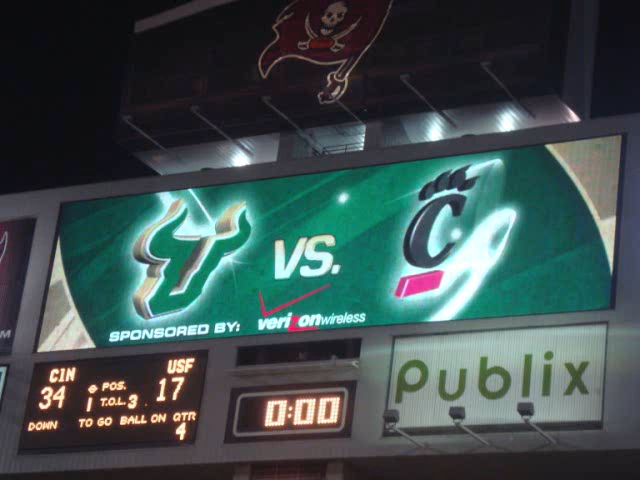 VS.
SPONSORED BY: verizonwireless
CIN USF
34 POS. 17
1 T.O.L. 3
DOWN TO GO BALL ON QTR
4
0:00
Publix
C
M